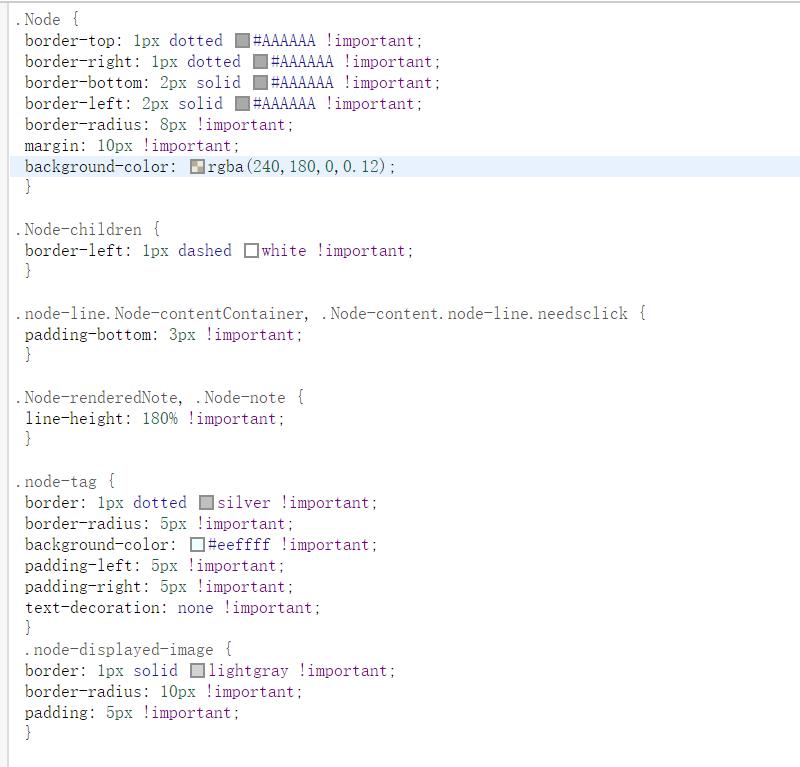 .Node {
border-top: 1px dotted #AAAAAA !important;
border-right: 1px dotted #AAAAAA !important;
border-bottom: 2px solid #AAAAAA !important;
border-left: 2px solid #AAAAAA !important;
border-radius: 8px !important;
margin: 10px !important;
background-color: rgba(240,180,0,0.12);
}
.Node-children {
border-left: 1px dashed white !important;
}
.node-line.Node-contentContainer, .Node-content.node-line.needsclick {
padding-bottom: 3px !important;
}
.Node-renderedNote, .Node-note {
line-height: 180% !important;
}
.node-tag {
border: 1px dotted silver !important;
border-radius: 5px !important;
background-color: #eeffff !important;
padding-left: 5px !important;
padding-right: 5px !important;
text-decoration: none !important;
}
.node-displayed-image {
border: 1px solid lightgray !important;
border-radius: 10px !important;
padding: 5px !important;
}